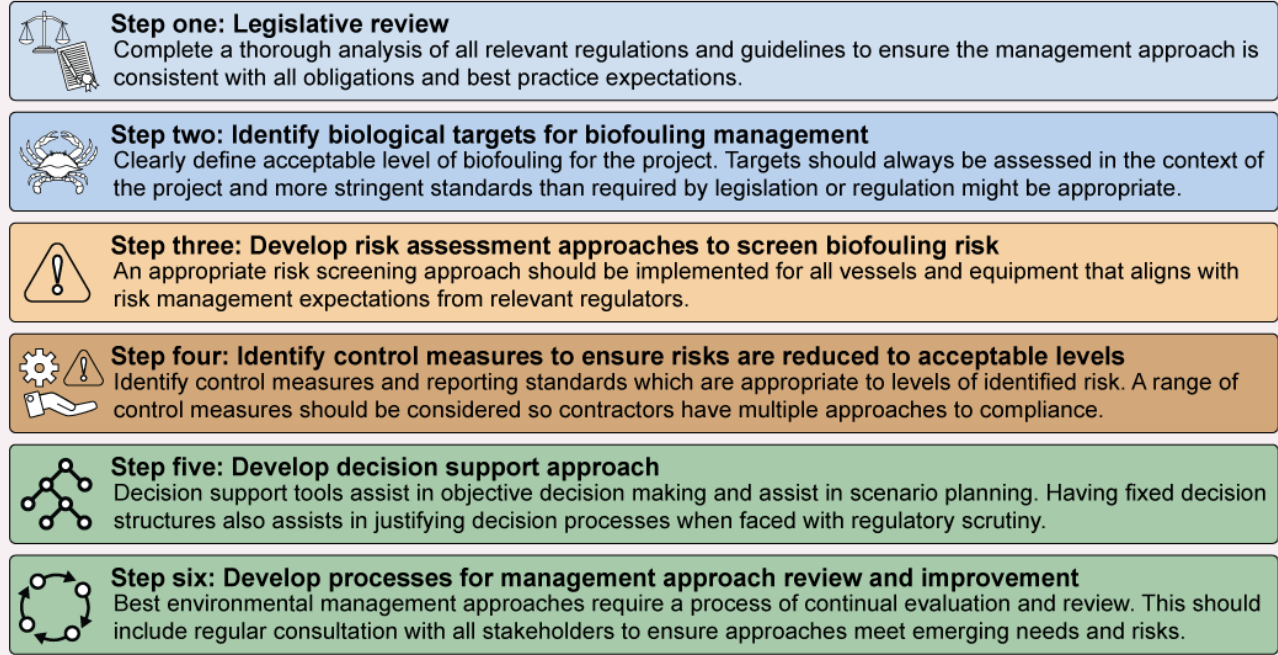 Step one: Legislative review
Complete a thorough analysis of all relevant regulations and guidelines to ensure the management approach is
consistent with all obligations and best practice expectations.
Step two: Identify biological targets for biofouling management
Clearly define acceptable level of biofouling for the project. Targets should always be assessed in the context of
the project and more stringent standards than required by legislation or regulation might be appropriate.
Step three: Develop risk assessment approaches to screen biofouling risk
An appropriate risk screening approach should be implemented for all vessels and equipment that aligns with
risk management expectations from relevant regulators.
Step four: Identify control measures to ensure risks are reduced to acceptable levels
Identify control measures and reporting standards which are appropriate to levels of identified risk. A range of
control measures should be considered so contractors have multiple approaches to compliance.
Step five: Develop decision support approach
Decision support tools assist in objective decision making and assist in scenario planning. Having fixed decision
structures also assists in justifying decision processes when faced with regulatory scrutiny.
Step six: Develop processes for management approach review and improvement
Best environmental management approaches require a process of continual evaluation and review. This should
include regular consultation with all stakeholders to ensure approaches meet emerging needs and risks.